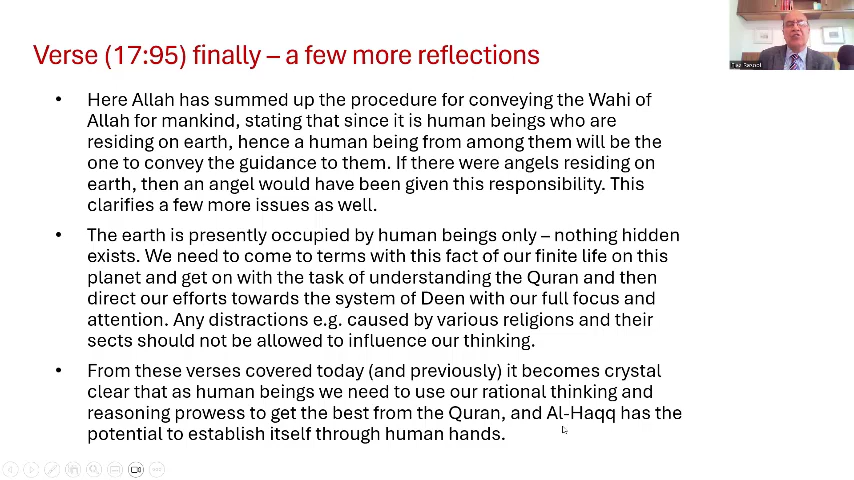 Verse (17:95) finally – a few more reflections
• Here Allah has summed up the procedure for conveying the Wahi of
Allah for mankind, stating that since it is human beings who are
residing on earth, hence a human being from among them will be the
one to convey the guidance to them. If there were angels residing on
earth, then an angel would have been given this responsibility. This
clarifies a few more issues as well.
• The earth is presently occupied by human beings only – nothing hidden
exists. We need to come to terms with this fact of our finite life on this
planet and get on with the task of understanding the Quran and then
direct our efforts towards the system of Deen with our full focus and
attention. Any distractions e.g. caused by various religions and their
sects should not be allowed to influence our thinking.
• From these verses covered today (and previously) it becomes crystal
clear that as human beings we need to use our rational thinking and
reasoning prowess to get the best from the Quran, and Al-Haqq has the
potential to establish itself through human hands.